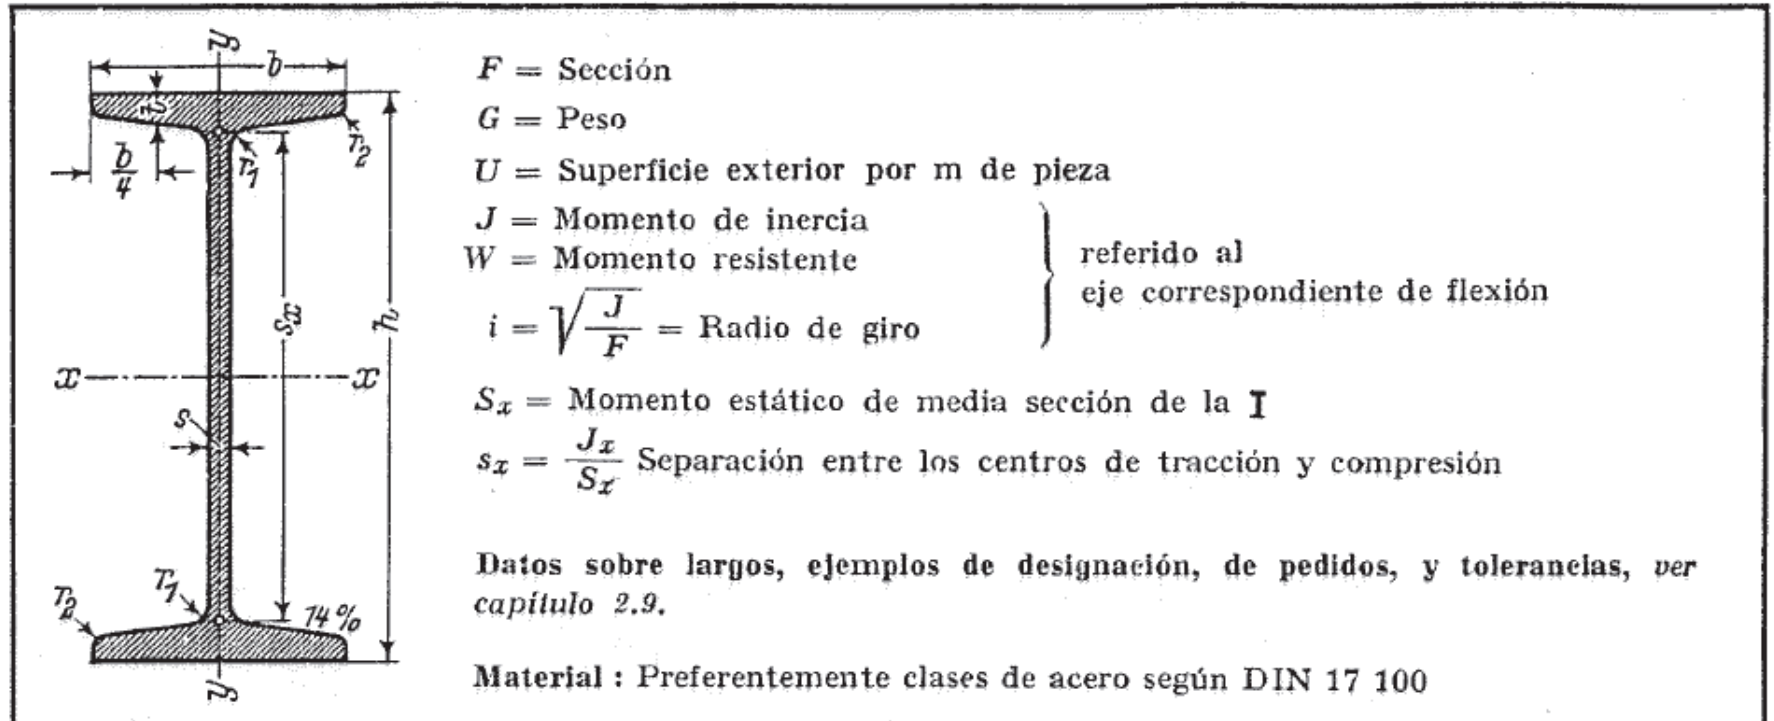 y
b
t
b/4
r1
r2
F = Sección
G = Peso
U = Superficie exterior por m de pieza
J = Momento de inercia
W = Momento resistente
i = √(J/F) = Radio de giro
referido al
eje correspondiente de flexión
sx
h
x
x
s
Sx = Momento estático de media sección de la I
sx = Jx/Sx Separación entre los centros de tracción y compresión
r2
r1
14%
y
Datos sobre largos, ejemplos de designación, de pedidos, y tolerancias, ver
capítulo 2.9.
Material : Preferentemente clases de acero según DIN 17 100